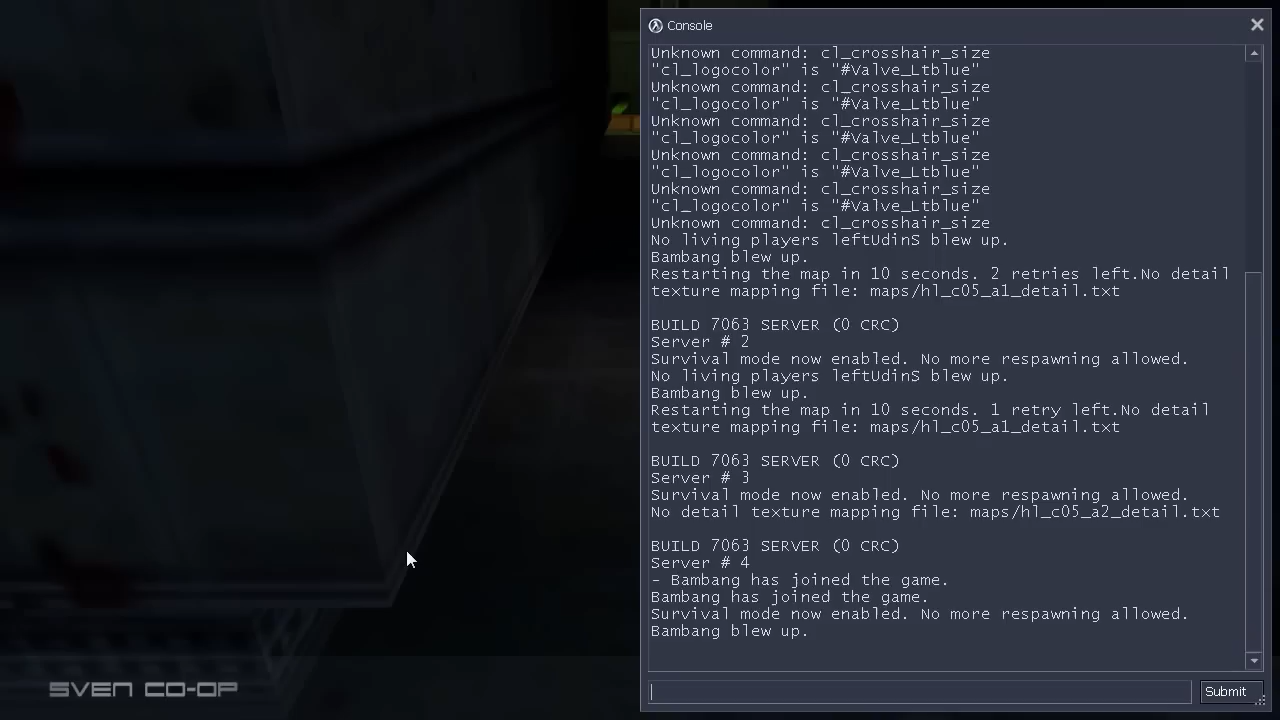 Console
Unknown command: cl_crosshair_size
"cl_logocolor" is "#Valve_Ltblue"
Unknown command: cl_crosshair_size
"cl_logocolor" is "#Valve_Ltblue"
Unknown command: cl_crosshair_size
"cl_logocolor" is "#Valve_Ltblue"
Unknown command: cl_crosshair_size
"cl_logocolor" is "#Valve_Ltblue"
Unknown command: cl_crosshair_size
"cl_logocolor" is "#Valve_Ltblue"
Unknown command: cl_crosshair_size
No living players leftUdinS blew up.
Bambang blew up.
Restarting the map in 10 seconds. 2 retries left.No detail
texture mapping file: maps/hl_c05_a1_detail.txt
BUILD 7063 SERVER (0 CRC)
Server # 2
Survival mode now enabled. No more respawning allowed.
No living players leftUdinS blew up.
Bambang blew up.
Restarting the map in 10 seconds. 1 retry left.No detail
texture mapping file: maps/hl_c05_a1_detail.txt
BUILD 7063 SERVER (0 CRC)
Server # 3
Survival mode now enabled. No more respawning allowed.
No detail texture mapping file: maps/hl_c05_a2_detail.txt
BUILD 7063 SERVER (0 CRC)
Server # 4
- Bambang has joined the game.
Bambang has joined the game.
Survival mode now enabled. No more respawning allowed.
Bambang blew up.
Submit
SVEN CO-OP